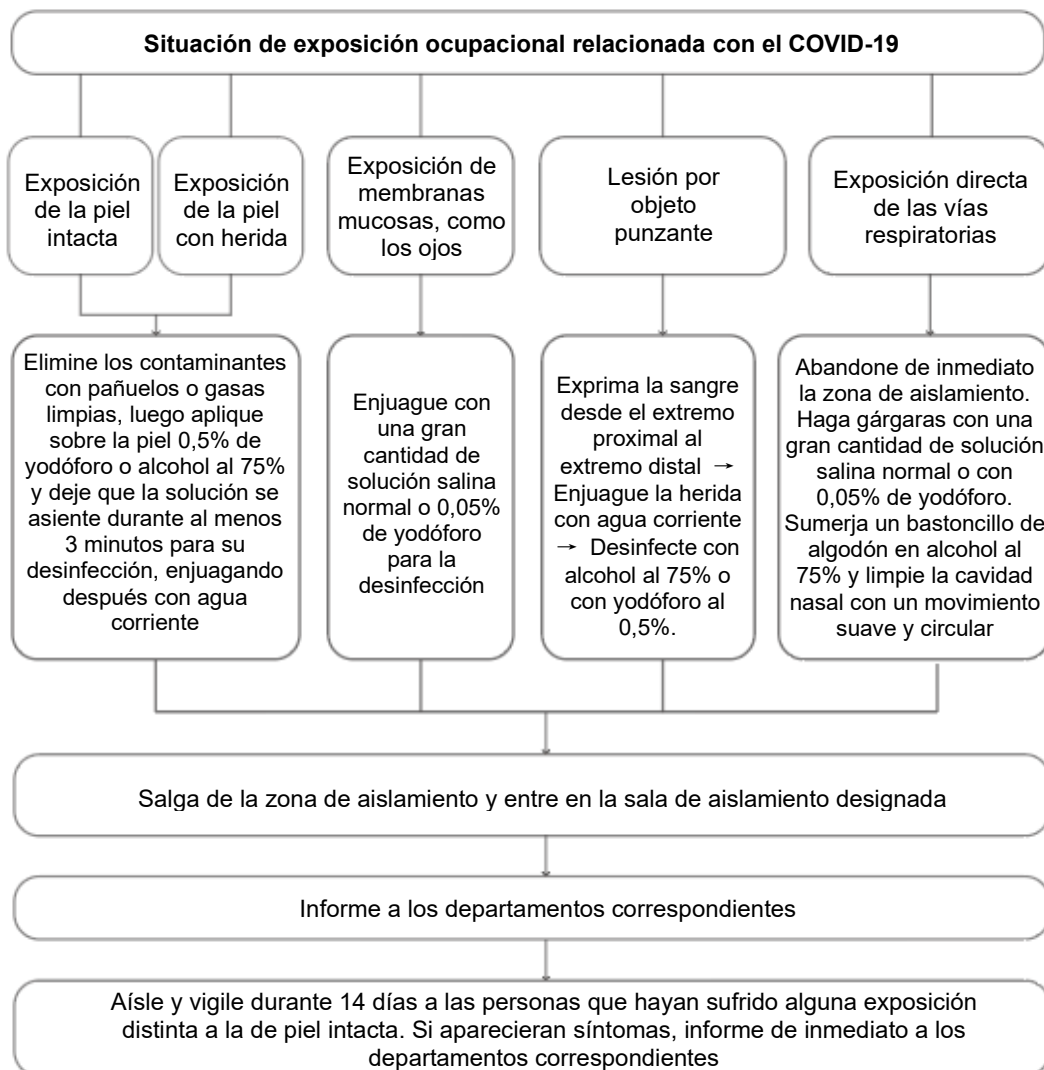 Situación de exposición ocupacional relacionada con el COVID-19
Exposición
de la piel
intacta
Exposición
de la piel
con herida
Exposición de
membranas
mucosas, como
los ojos
Lesión por
objeto
punzante
Exposición directa
de las vías
respiratorias
Elimine los contaminantes
con pañuelos o gasas
limpias, luego aplique
sobre la piel 0,5% de
yodóforo o alcohol al 75%
y deje que la solución se
asiente durante al menos
3 minutos para su
desinfección, enjuagando
después con agua
corriente
Enjuague con
una gran
cantidad de
solución salina
normal o 0,05%
de yodóforo
para la
desinfección
Exprima la sangre
desde el extremo
proximal al
extremo distal →
Enjuague la herida
con agua corriente
→ Desinfecte con
alcohol al 75% o
con yodóforo al
0,5%.
Abandone de inmediato
la zona de aislamiento.
Haga gárgaras con una
gran cantidad de solución
salina normal o con
0,05% de yodóforo.
Sumerja un bastoncillo de
algodón en alcohol al
75% y limpie la cavidad
nasal con un movimiento
suave y circular
Salga de la zona de aislamiento y entre en la sala de aislamiento designada
Informe a los departamentos correspondientes
Aísle y vigile durante 14 días a las personas que hayan sufrido alguna exposición
distinta a la de piel intacta. Si aparecieran síntomas, informe de inmediato a los
departamentos correspondientes